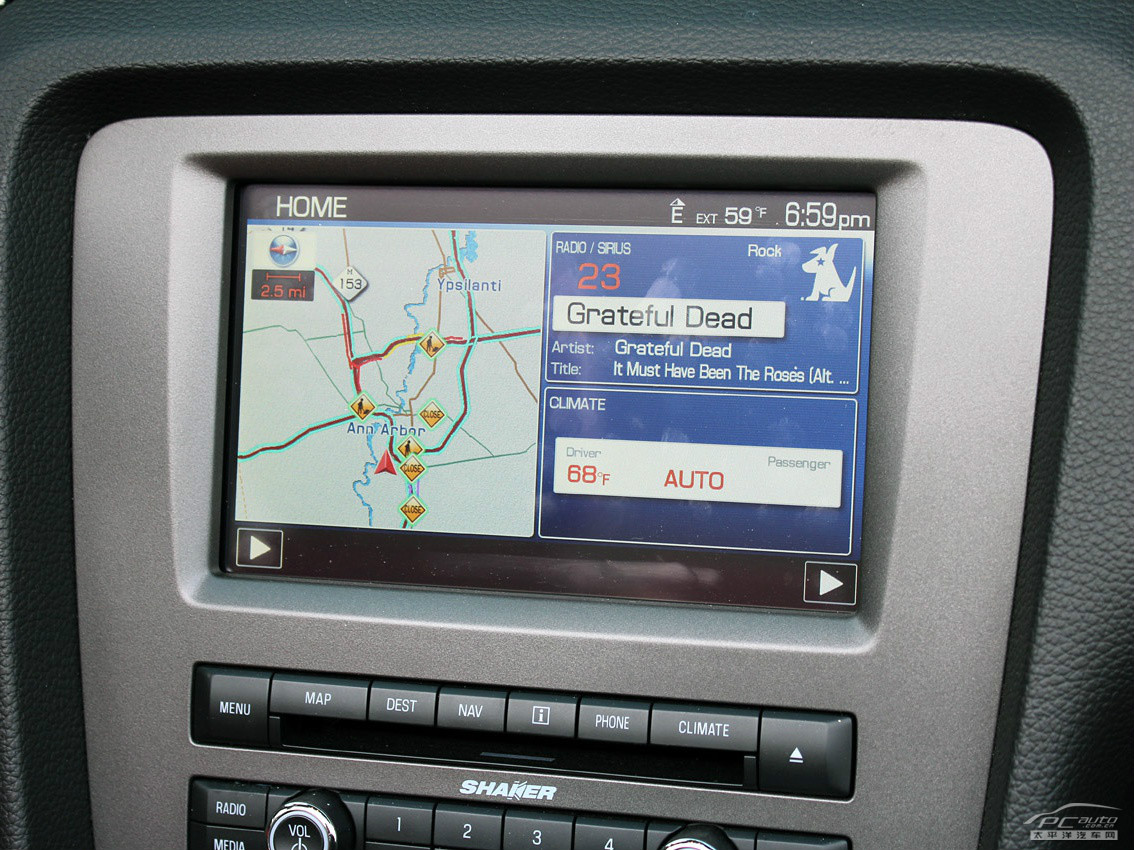 HOME
E EXT 59°F 6:59pm
M
153
2.5 mi
Ypsilanti
CLOSE
Ann Arbor
CLOSE
CLOSE
RADIO / SIRIUS Rock
23
Grateful Dead
Artist: Grateful Dead
Title: It Must Have Been The Roses (Alt. ...
CLIMATE
Driver Passenger
68°F AUTO
MENU MAP DEST NAV i PHONE CLIMATE
SHAKER
RADIO VOL 1 2 3 4
MEDIA
PCauto
.com.cn
太平洋汽车网